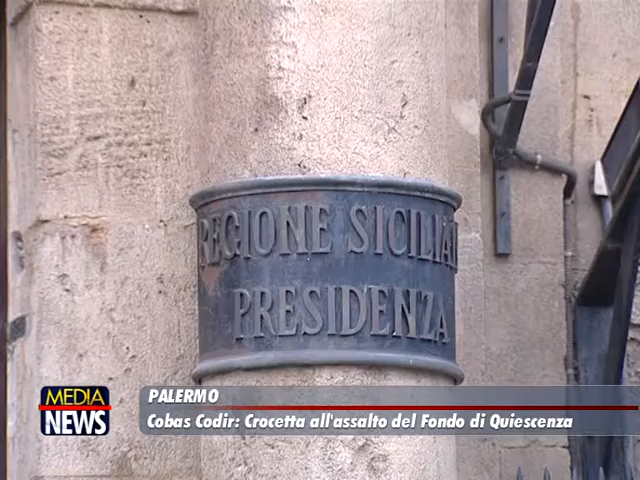 REGIONE SICILIA
PRESIDENZA
MEDIA
NEWS
PALERMO
Cobas Codir: Crocetta all'assalto del Fondo di Quiescenza